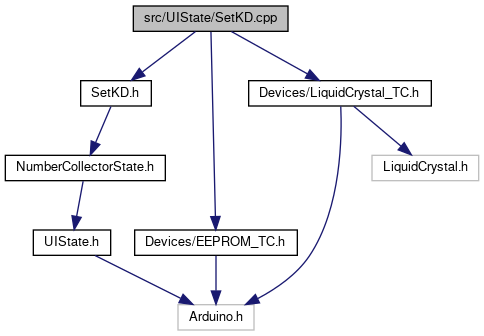 src/UIState/SetKD.cpp
SetKD.h
Devices/LiquidCrystal_TC.h
NumberCollectorState.h
LiquidCrystal.h
UIState.h
Devices/EEPROM_TC.h
Arduino.h